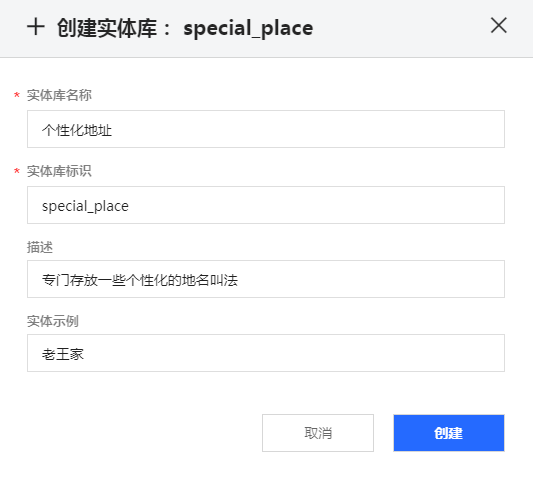 创建实体库： special_place
* 实体库名称
个性化地址
* 实体库标识
special_place
描述
专门存放一些个性化的地名叫法
实体示例
老王家
取消 创建